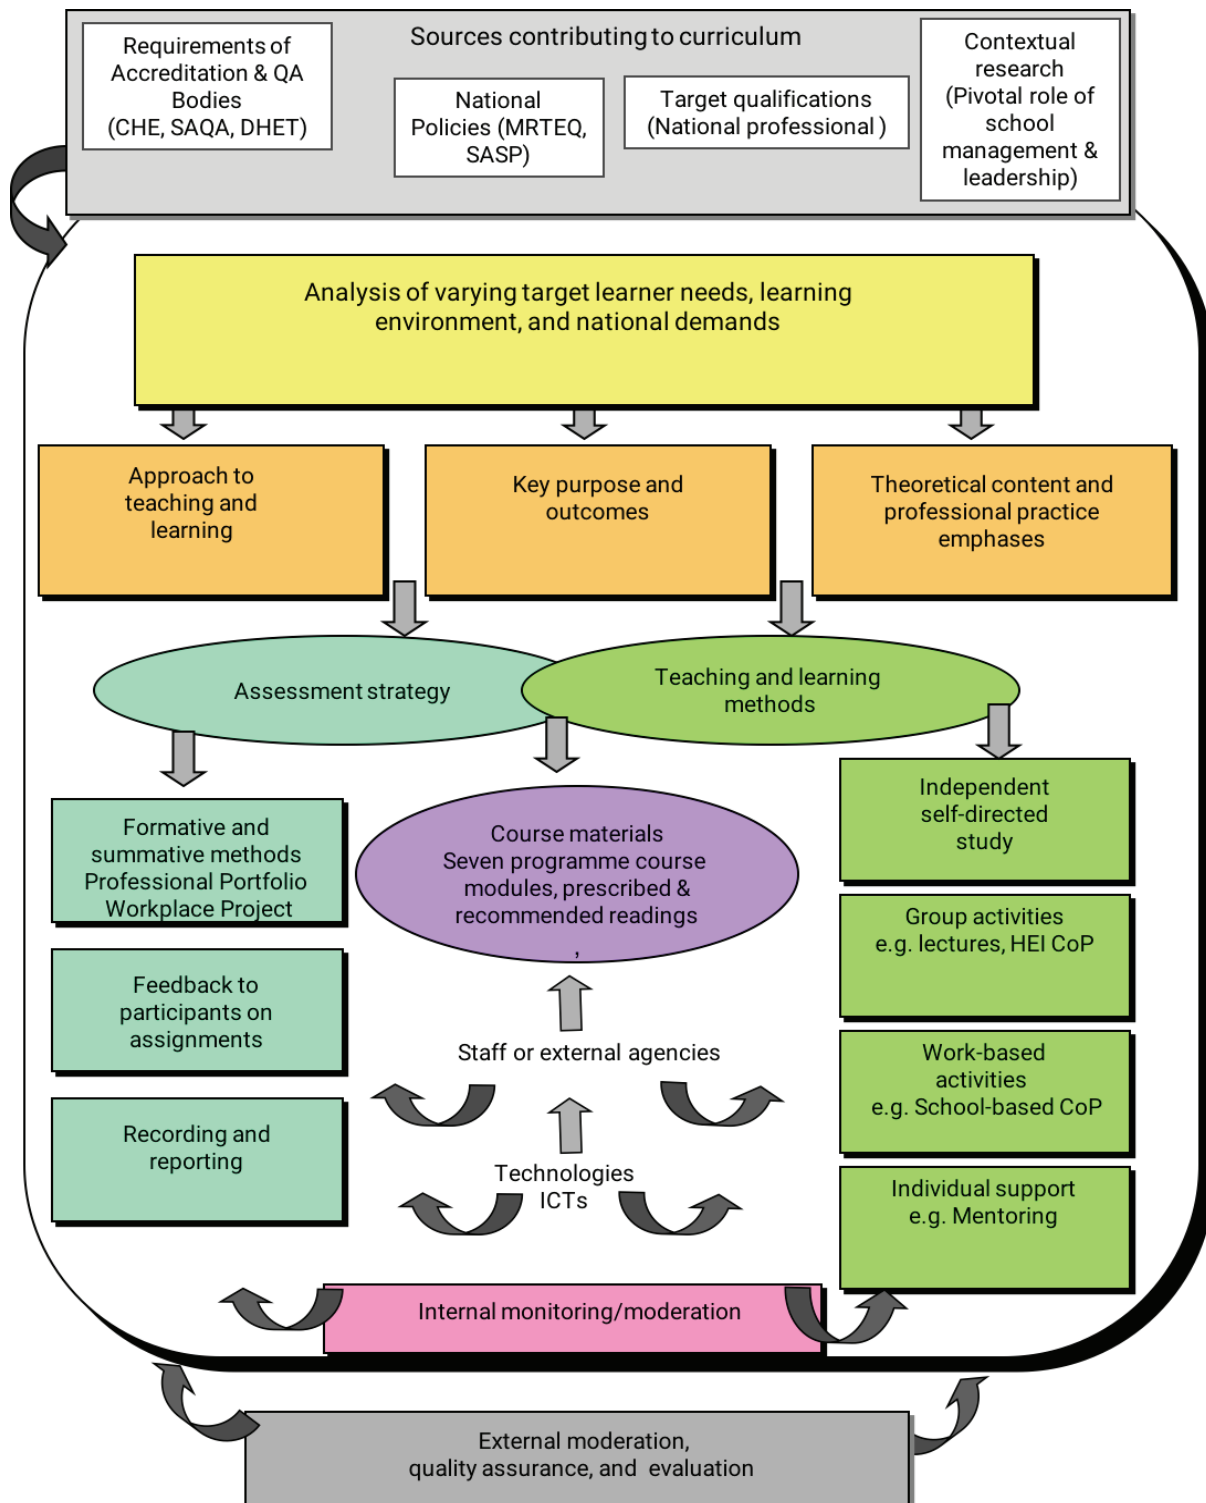 Sources contributing to curriculum
Requirements of
Accreditation & QA
Bodies
(CHE, SAQA, DHET)
National
Policies (MRTEQ,
SASP)
Target qualifications
(National professional )
Contextual
research
(Pivotal role of
school
management &
leadership)
Analysis of varying target learner needs, learning
environment, and national demands
Approach to
teaching and
learning
Key purpose and
outcomes
Theoretical content and
professional practice
emphases
Assessment strategy
Teaching and learning
methods
Formative and
summative methods
Professional Portfolio
Workplace Project
Feedback to
participants on
assignments
Recording and
reporting
Course materials
Seven programme course
modules, prescribed &
recommended readings
,
Staff or external agencies
Technologies
ICTs
Independent
self-directed
study
Group activities
e.g. lectures, HEI CoP
Work-based
activities
e.g. School-based CoP
Individual support
e.g. Mentoring
Internal monitoring/moderation
External moderation,
quality assurance, and  evaluation